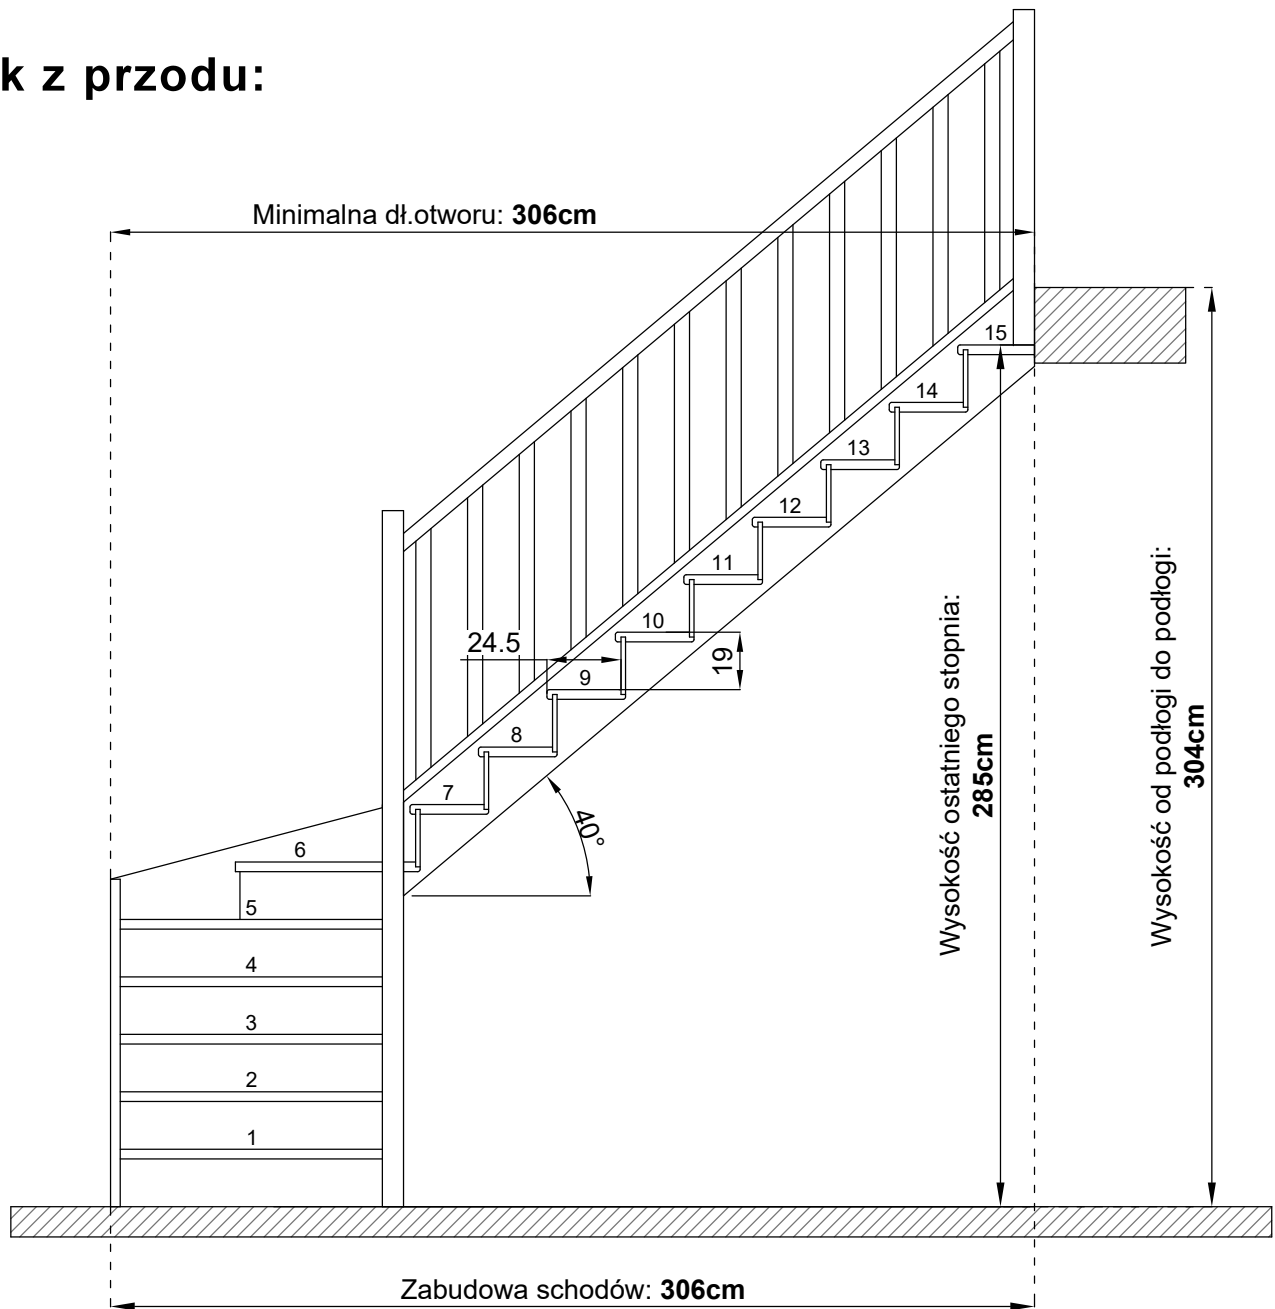 k z przodu:
Minimalna dł.otworu: 306cm
15
14
13
12
11
10
24.5
19
9
8
7
40°
6
5
4
3
2
1
Wysokość ostatniego stopnia:
285cm
Wysokość od podłogi do podłogi:
304cm
Zabudowa schodów: 306cm